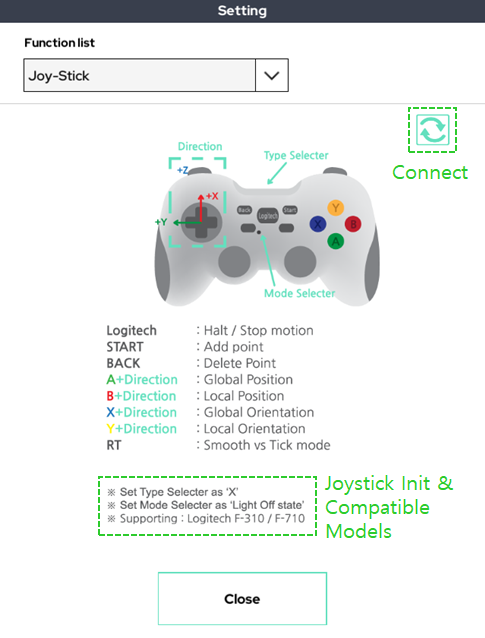 Setting
Function list
Joy-Stick
Connect
Direction
Type Selecter
+Z
+X
+Y
Back
Logitech
Start
Y
X
B
A
Mode Selecter
Logitech : Halt / Stop motion
START : Add point
BACK : Delete Point
A+Direction : Global Position
B+Direction : Local Position
X+Direction : Global Orientation
Y+Direction : Local Orientation
RT : Smooth vs Tick mode
※ Set Type Selecter as ‘X’
※ Set Mode Selecter as ‘Light Off state’
※ Supporting : Logitech F-310 / F-710
Joystick Init &
Compatible
Models
Close